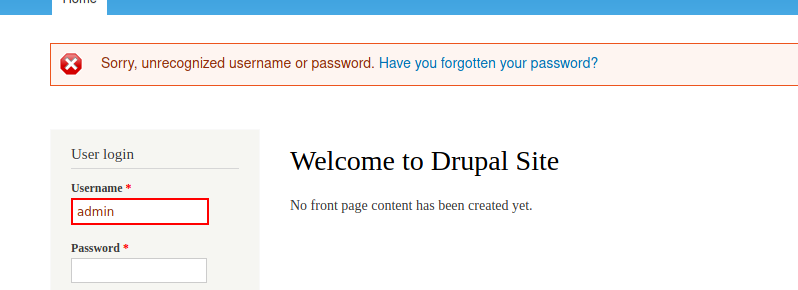 Home
Sorry, unrecognized username or password. Have you forgotten your password?
User login
Username *
admin
Password *
Welcome to Drupal Site
No front page content has been created yet.